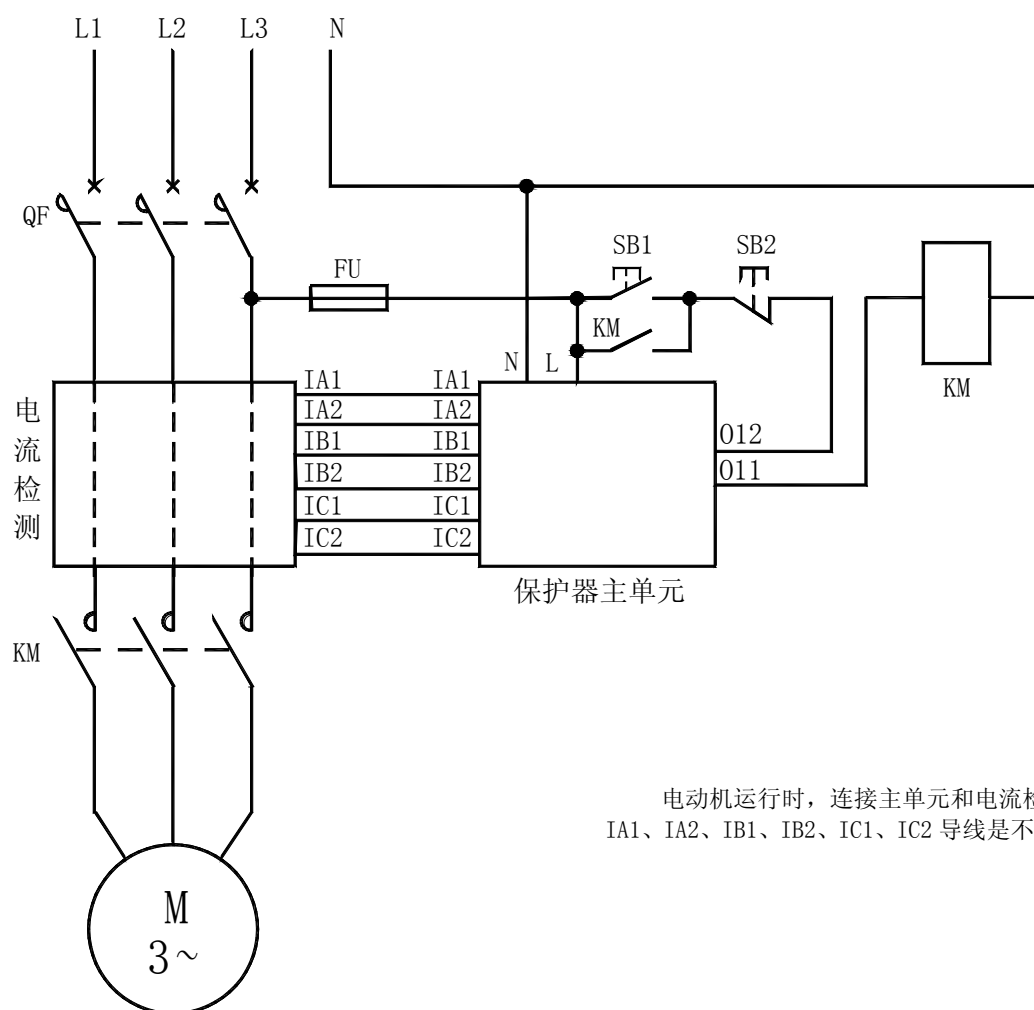 L1 L2 L3 N
QF
FU
SB1 SB2
KM
N L
KM
IA1 IA1
IA2 IA2
IB1 IB1
IB2 IB2
IC1 IC1
IC2 IC2
012
011
电流检测
保护器主单元
KM
电动机运行时，连接主单元和电流检
IA1、IA2、IB1、IB2、IC1、IC2 导线是不
M
3～